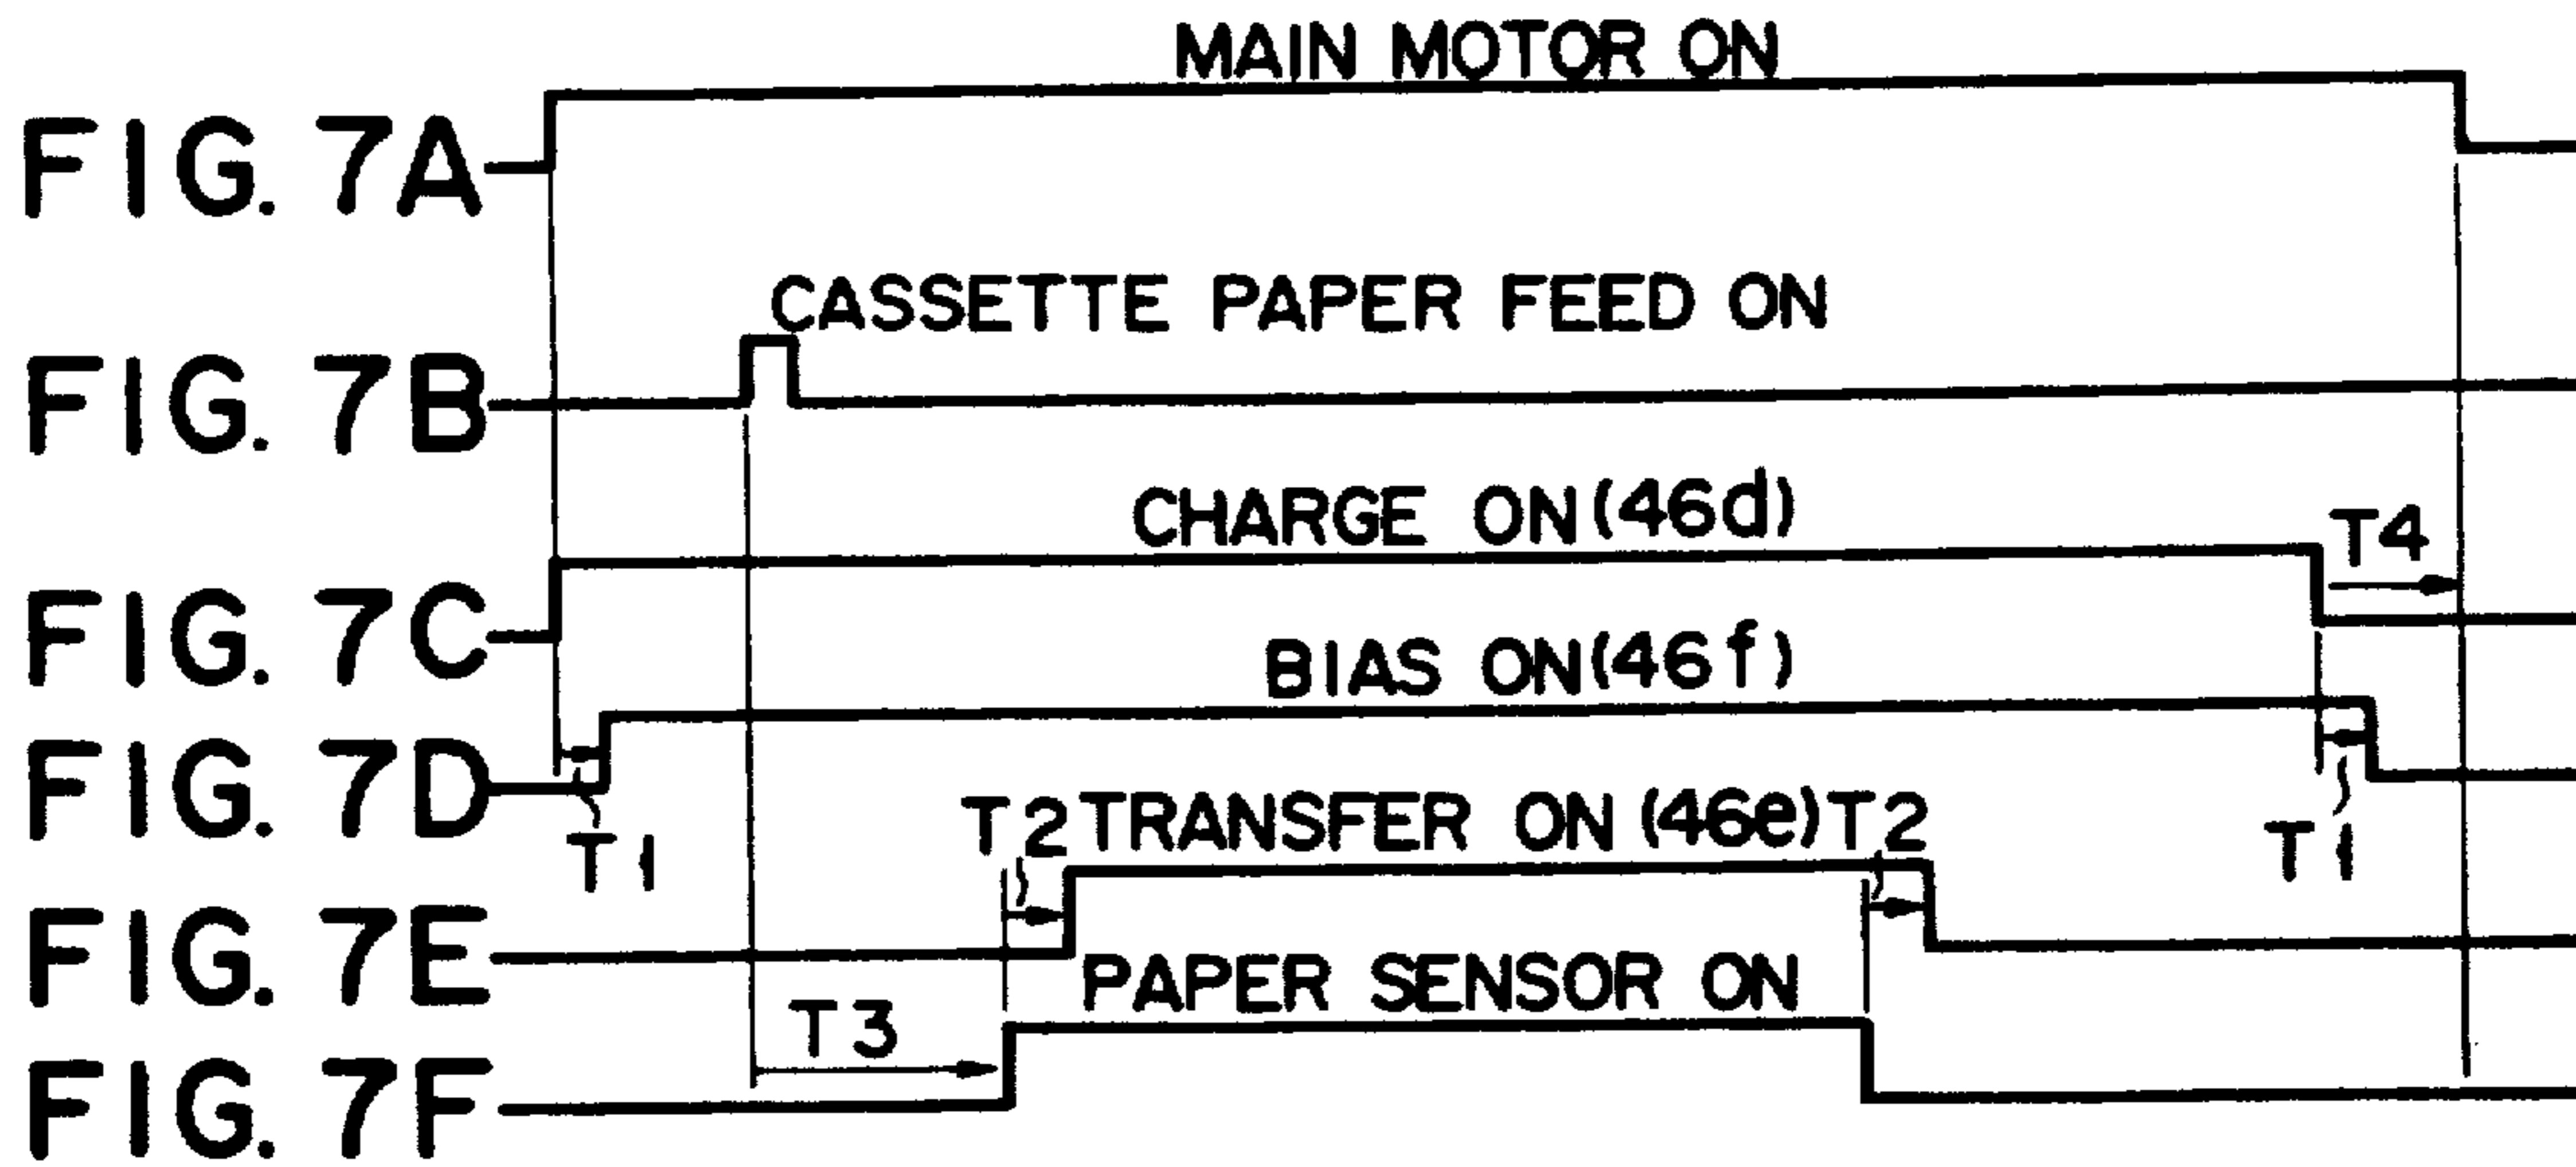 MAIN MOTOR ON
FIG. 7A
CASSETTE PAPER FEED ON
FIG. 7B
CHARGE ON (46d)
T4
FIG. 7C
BIAS ON (46f)
FIG. 7D
T1
T1
T2 TRANSFER ON (46e) T2
FIG. 7E
PAPER SENSOR ON
T3
FIG. 7F